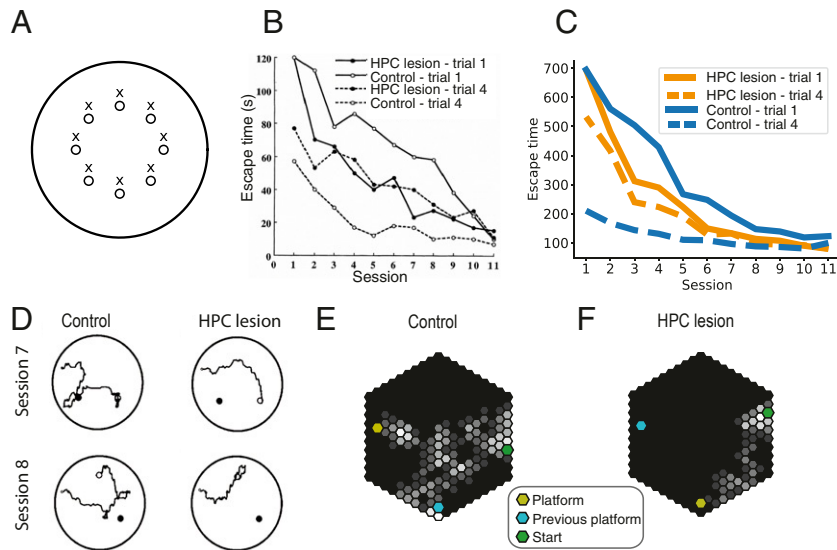 A
x
x x
x x
x x
x
B
120
100
80
60
40
20
0
Escape time (s)
0 1 2 3 4 5 6 7 8 9 10 11
Session
HPC lesion - trial 1
Control - trial 1
HPC lesion - trial 4
Control - trial 4
C
700
600
500
400
300
200
100
Escape time
1 2 3 4 5 6 7 8 9 10 11
Session
HPC lesion - trial 1
HPC lesion - trial 4
Control - trial 1
Control - trial 4
D
Control
HPC lesion
Session 7
Session 8
E
Control
F
HPC lesion
Platform
Previous platform
Start